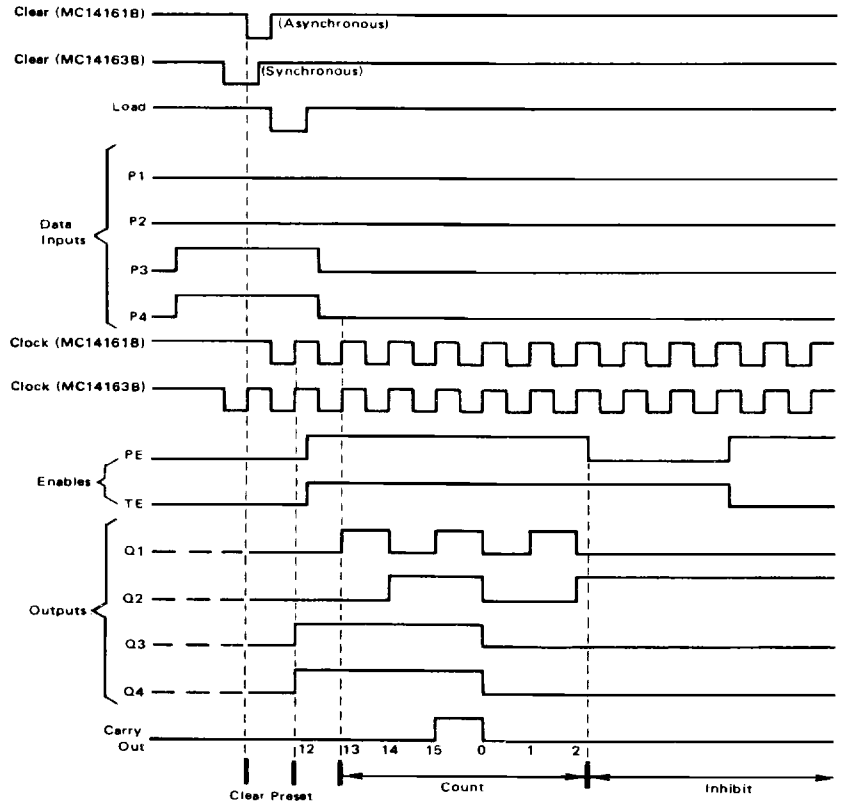 Clear (MC14161B)
(Asynchronous)
Clear (MC14163B)
(Synchronous)
Load
Data
Inputs
P1
P2
P3
P4
Clock (MC14161B)
Clock (MC14163B)
Enables
PE
TE
Outputs
Q1
Q2
Q3
Q4
Carry
Out
12 13 14 15 0 1 2
Clear Preset
Count
Inhibit